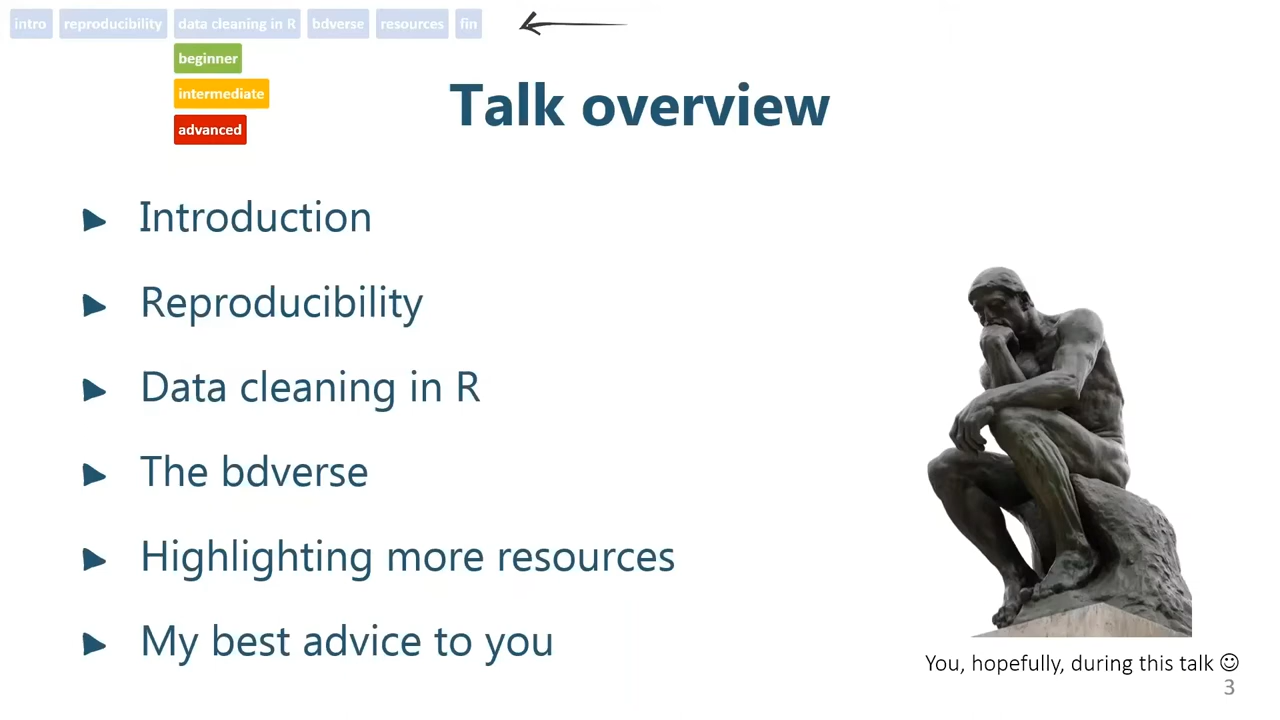 intro reproducibility data cleaning in R bdverse resources fin
beginner
intermediate
advanced
Talk overview
Introduction
Reproducibility
Data cleaning in R
The bdverse
Highlighting more resources
My best advice to you
You, hopefully, during this talk ☺
3